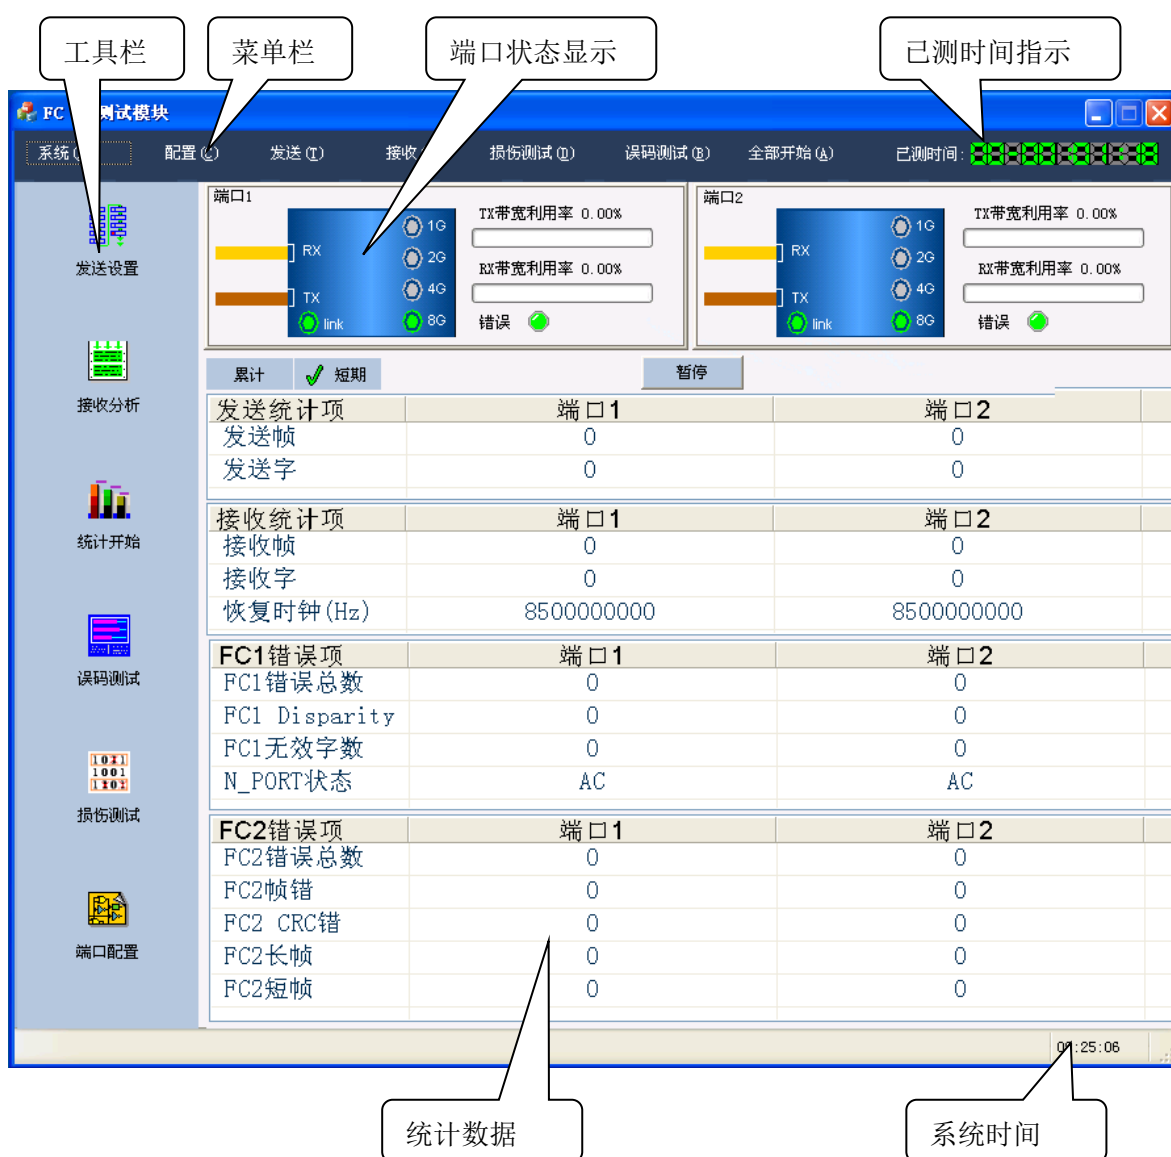 工具栏 菜单栏 端口状态显示 已测时间指示
FC 测试模块
系统 配置(C) 发送(T) 接收 损伤测试(D) 误码测试(B) 全部开始(A) 已测时间:
端口1
RX
TX
link
1G
2G
4G
8G
TX带宽利用率 0.00%
RX带宽利用率 0.00%
错误
端口2
RX
TX
link
1G
2G
4G
8G
TX带宽利用率 0.00%
RX带宽利用率 0.00%
错误
发送设置
接收分析
统计开始
误码测试
1001
损伤测试
端口配置
累计 短期 暂停
发送统计项 端口1 端口2
发送帧 0 0
发送字 0 0
接收统计项 端口1 端口2
接收帧 0 0
接收字 0 0
恢复时钟(Hz) 8500000000 8500000000
FC1错误项 端口1 端口2
FC1错误总数 0 0
FC1 Disparity 0 0
FC1无效字数 0 0
N_PORT状态 AC AC
FC2错误项 端口1 端口2
FC2错误总数 0 0
FC2帧错 0 0
FC2 CRC错 0 0
FC2长帧 0 0
FC2短帧 0 0
:25:06
统计数据 系统时间